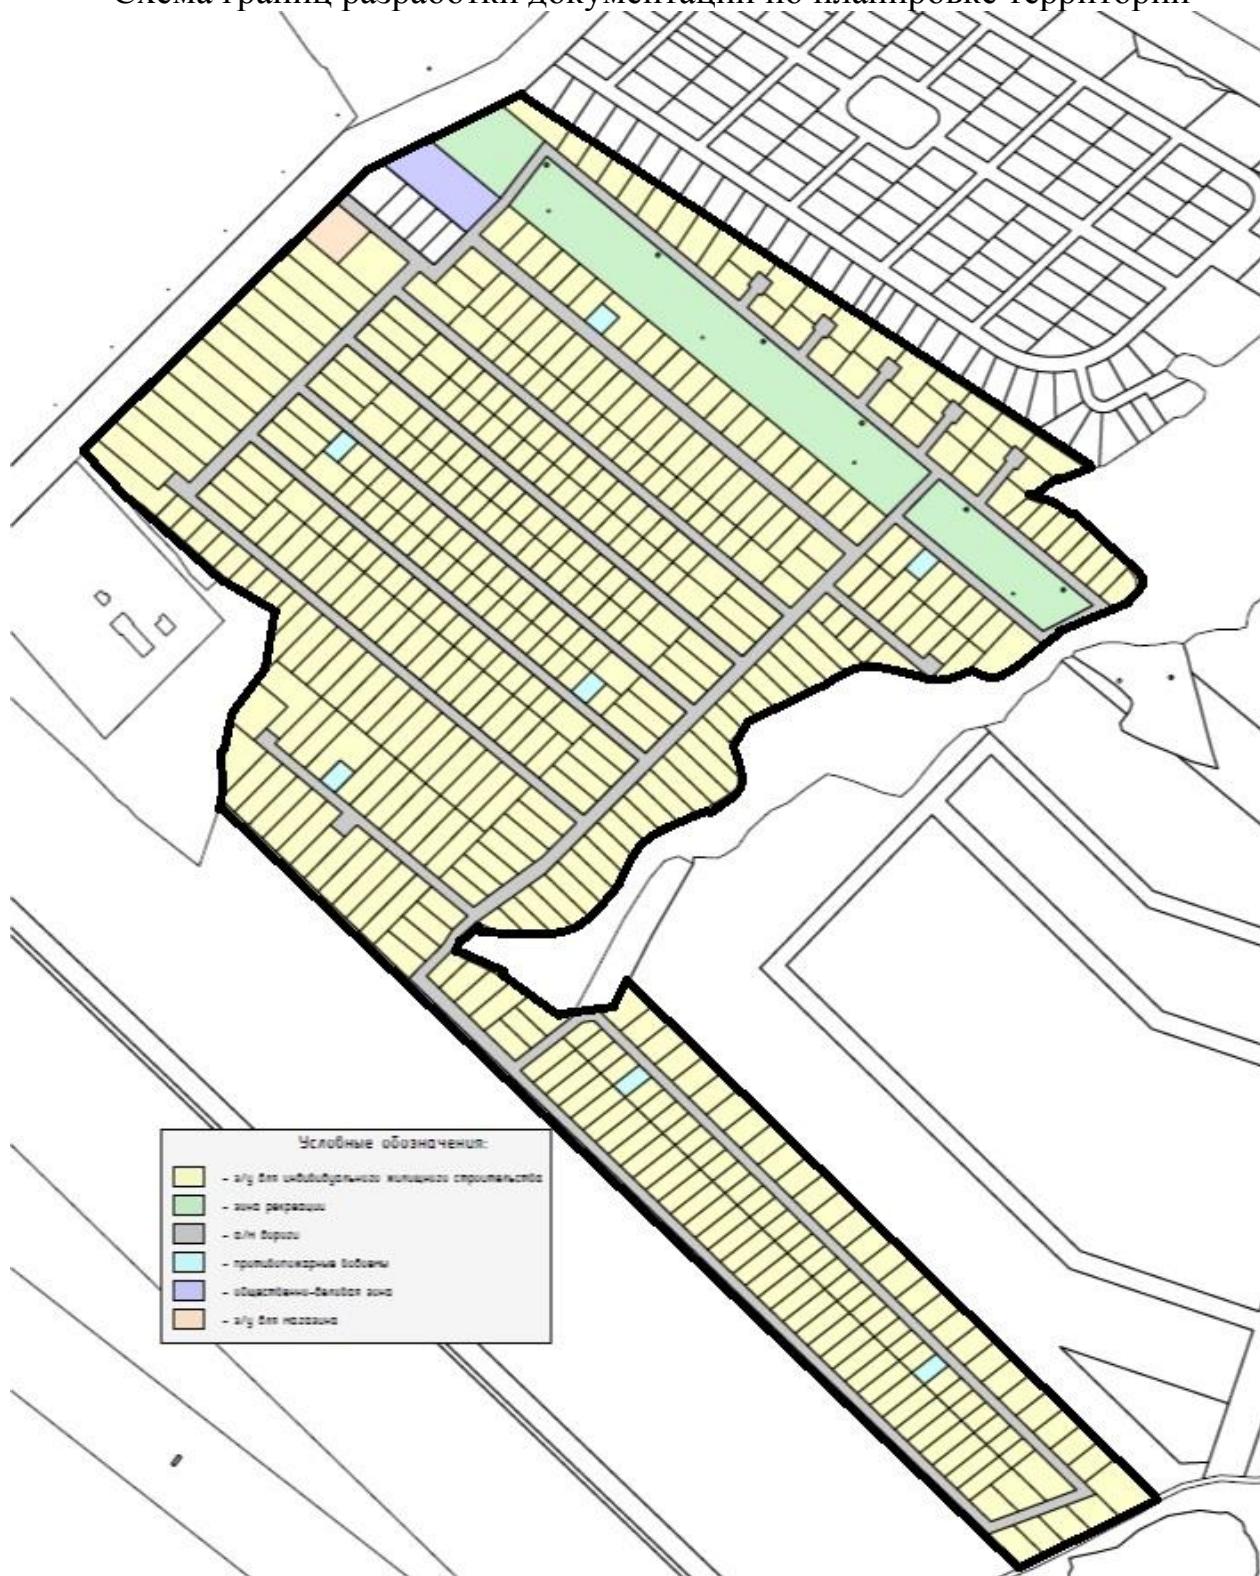 Схема границ разработки документации по планировке территории
Условные обозначения:
- з/у для индивидуального жилищного строительства
- зона рекреации
- а/м дороги
- противопожарные водоемы
- общественно-деловая зона
- з/у для магазина